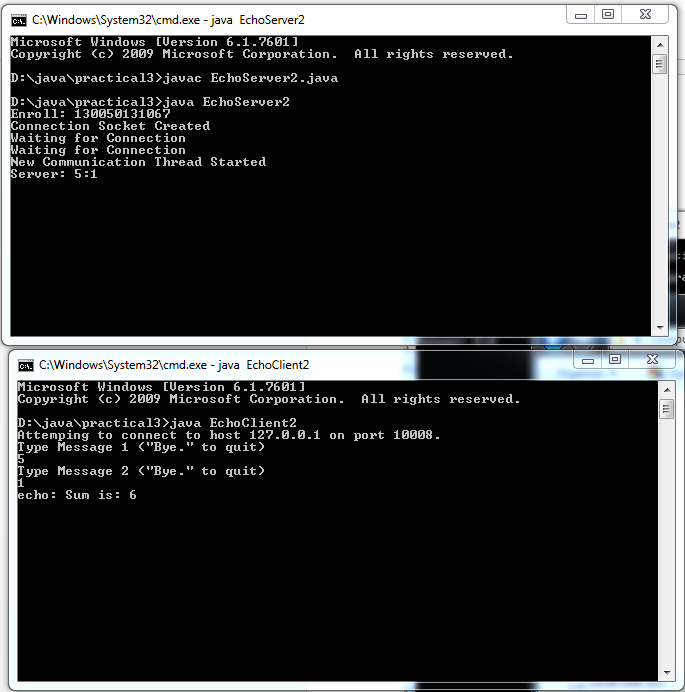 C:\Windows\System32\cmd.exe - java  EchoServer2
Microsoft Windows [Version 6.1.7601]
Copyright (c) 2009 Microsoft Corporation.  All rights reserved.
D:\java\practical3>javac EchoServer2.java
D:\java\practical3>java EchoServer2
Enroll: 130050131067
Connection Socket Created
Waiting for Connection
Waiting for Connection
New Communication Thread Started
Server: 5:1
C:\Windows\System32\cmd.exe - java  EchoClient2
Microsoft Windows [Version 6.1.7601]
Copyright (c) 2009 Microsoft Corporation.  All rights reserved.
D:\java\practical3>java EchoClient2
Attemping to connect to host 127.0.0.1 on port 10008.
Type Message 1 ("Bye." to quit)
5
Type Message 2 ("Bye." to quit)
1
echo: Sum is: 6